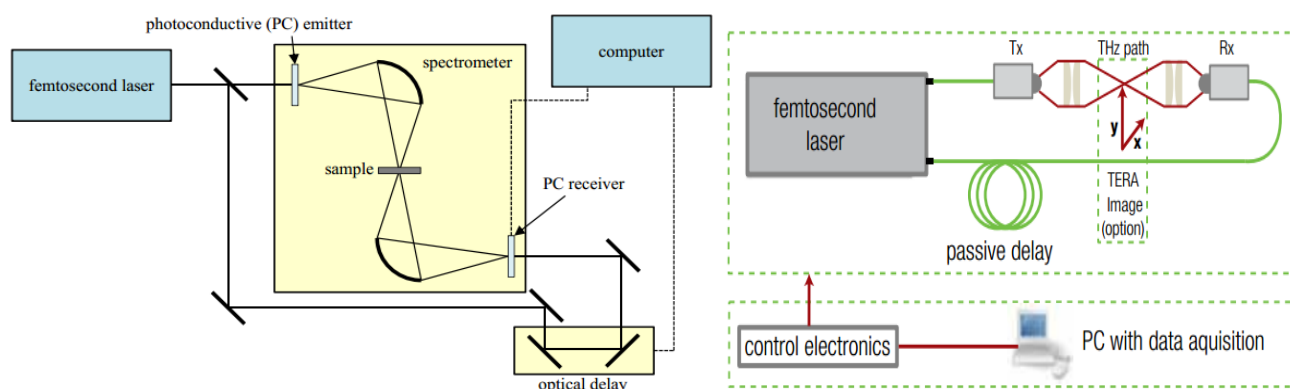 photoconductive (PC) emitter
femtosecond laser
spectrometer
computer
sample
PC receiver
optical delay
Tx
THz path
Rx
femtosecond
laser
y
x
TERA
Image
(option)
passive delay
control electronics
PC with data aquisition